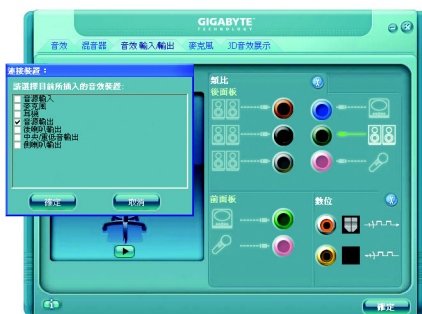 GIGABYTE
TECHNOLOGY
音效 混音器 音效輸入/輸出 麥克風 3D音效展示
連接裝置：
請選擇目前所插入的音效裝置:
音源輸入
麥克風
耳機
音源輸出
後喇叭輸出
中央/重低音輸出
側喇叭輸出
確定 取消
類比
後面板
前面板
數位
確定